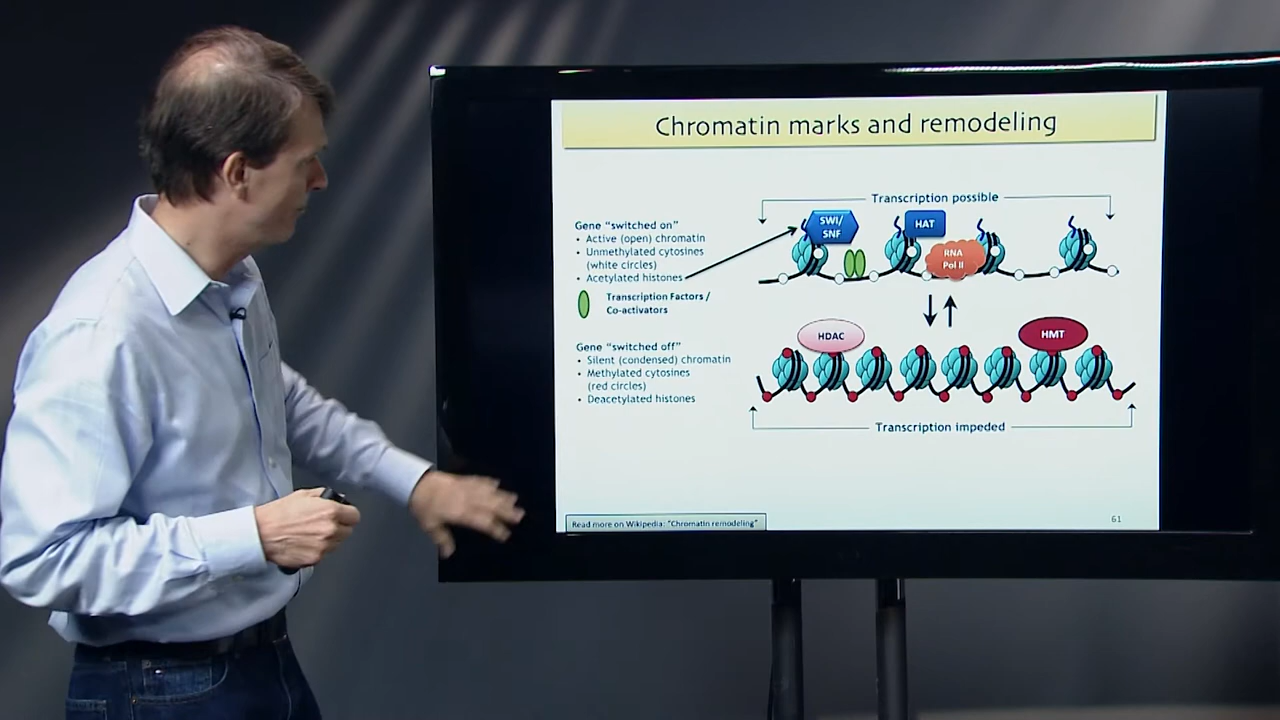 Chromatin marks and remodeling
Transcription possible
Gene “switched on”
• Active (open) chromatin
• Unmethylated cytosines
(white circles)
• Acetylated histones
Transcription Factors /
Co-activators
SWI/
SNF
HAT
RNA
Pol II
Gene “switched off”
• Silent (condensed) chromatin
• Methylated cytosines
(red circles)
• Deacetylated histones
HDAC
HMT
Transcription impeded
Read more on Wikipedia: “Chromatin remodeling”
61